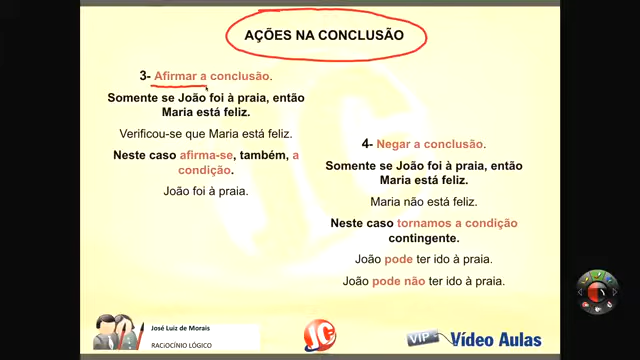 AÇÕES NA CONCLUSÃO
3- Afirmar a conclusão.
Somente se João foi à praia, então
Maria está feliz.
Verificou-se que Maria está feliz.
Neste caso afirma-se, também, a
condição.
João foi à praia.
4- Negar a conclusão.
Somente se João foi à praia, então
Maria está feliz.
Maria não está feliz.
Neste caso tornamos a condição
contingente.
João pode ter ido à praia.
João pode não ter ido à praia.
José Luiz de Morais
RACIOCÍNIO LÓGICO
JC
VIP Vídeo Aulas